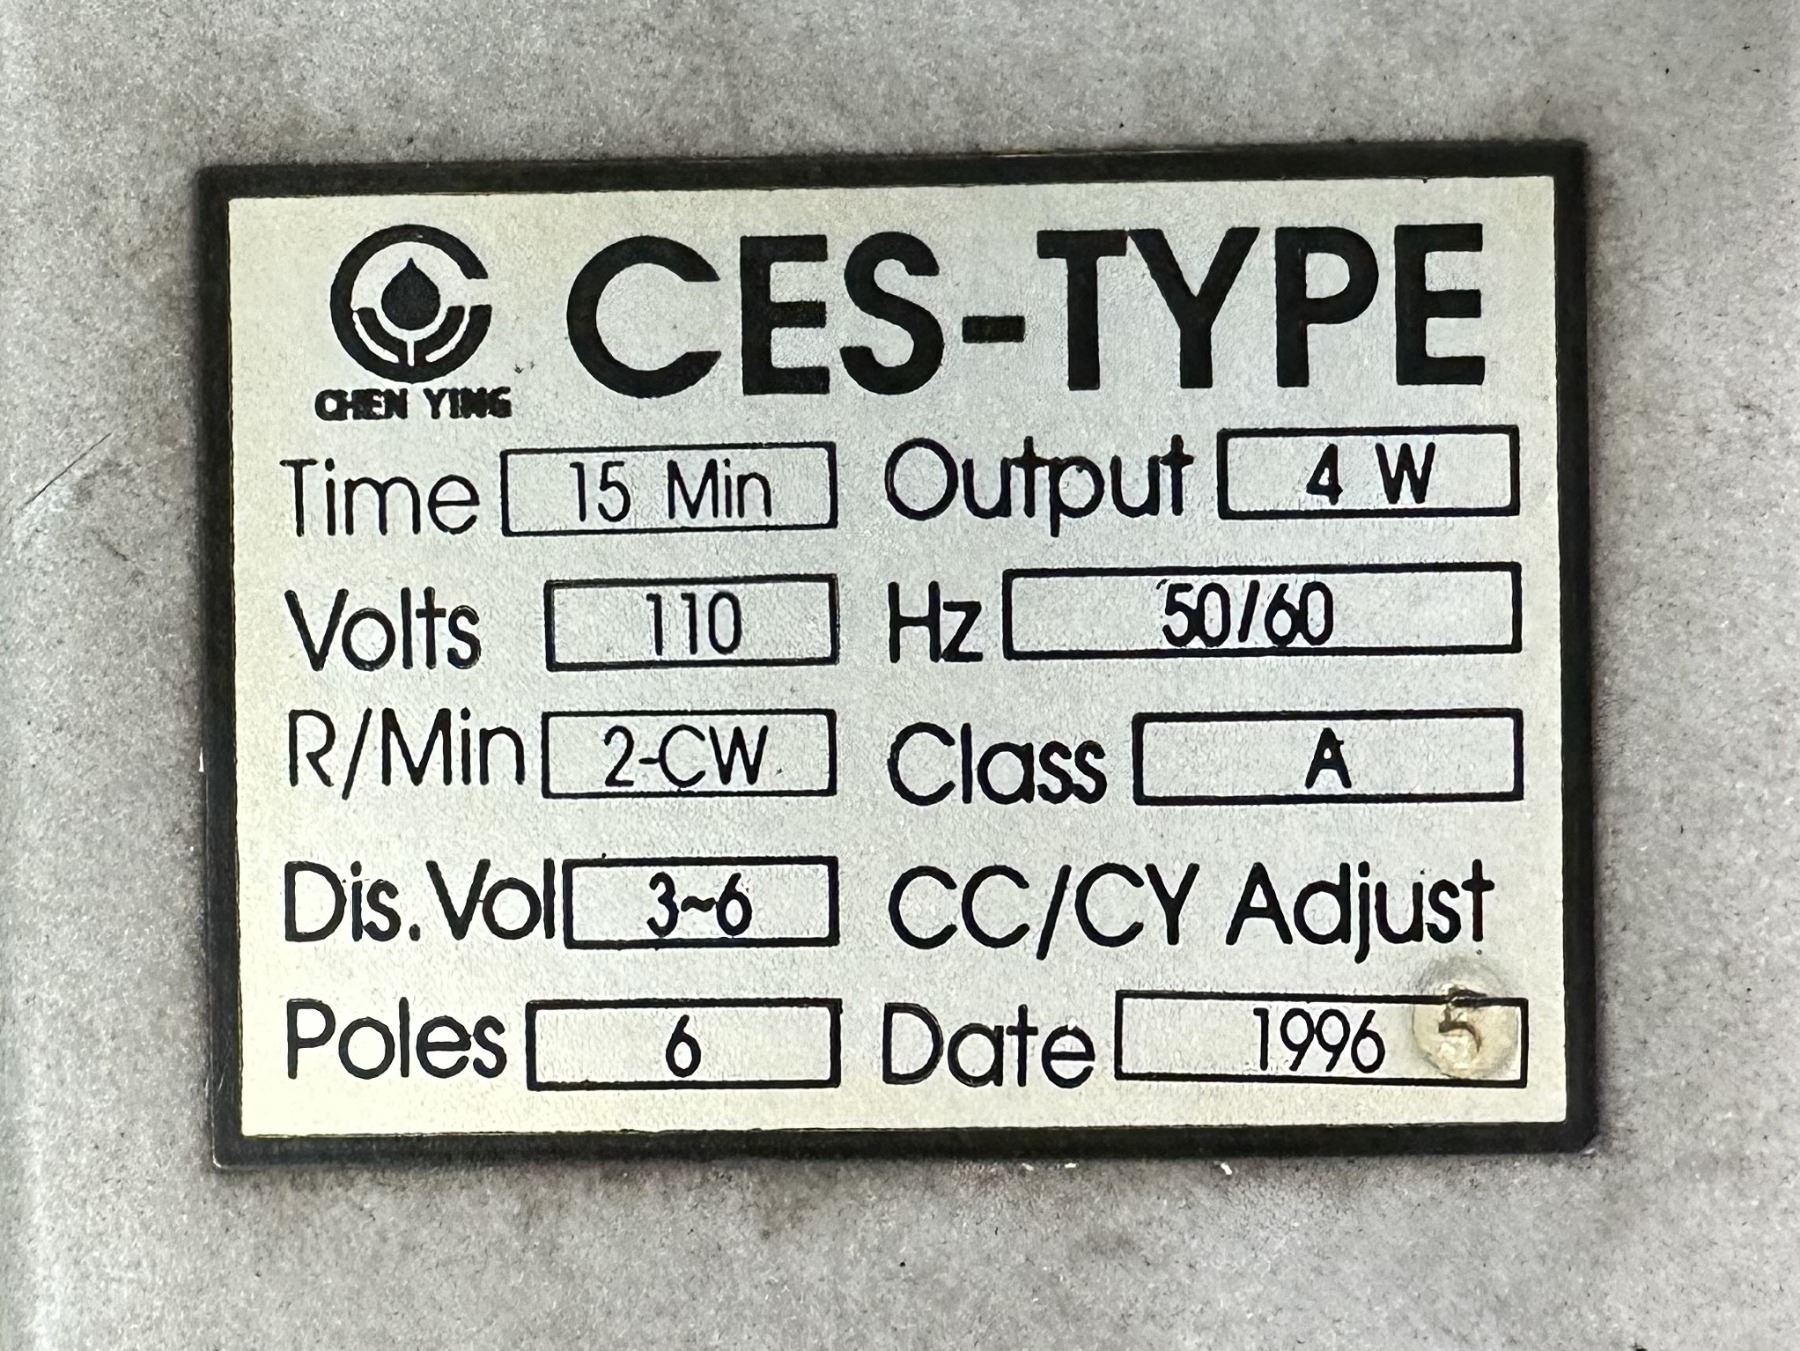 CES-TYPE
CHEN YING
Time 15 Min Output 4 W
Volts 110 Hz 50/60
R/Min 2-CW Class A
Dis.Vol 3~6 CC/CY Adjust
Poles 6 Date 1996 5